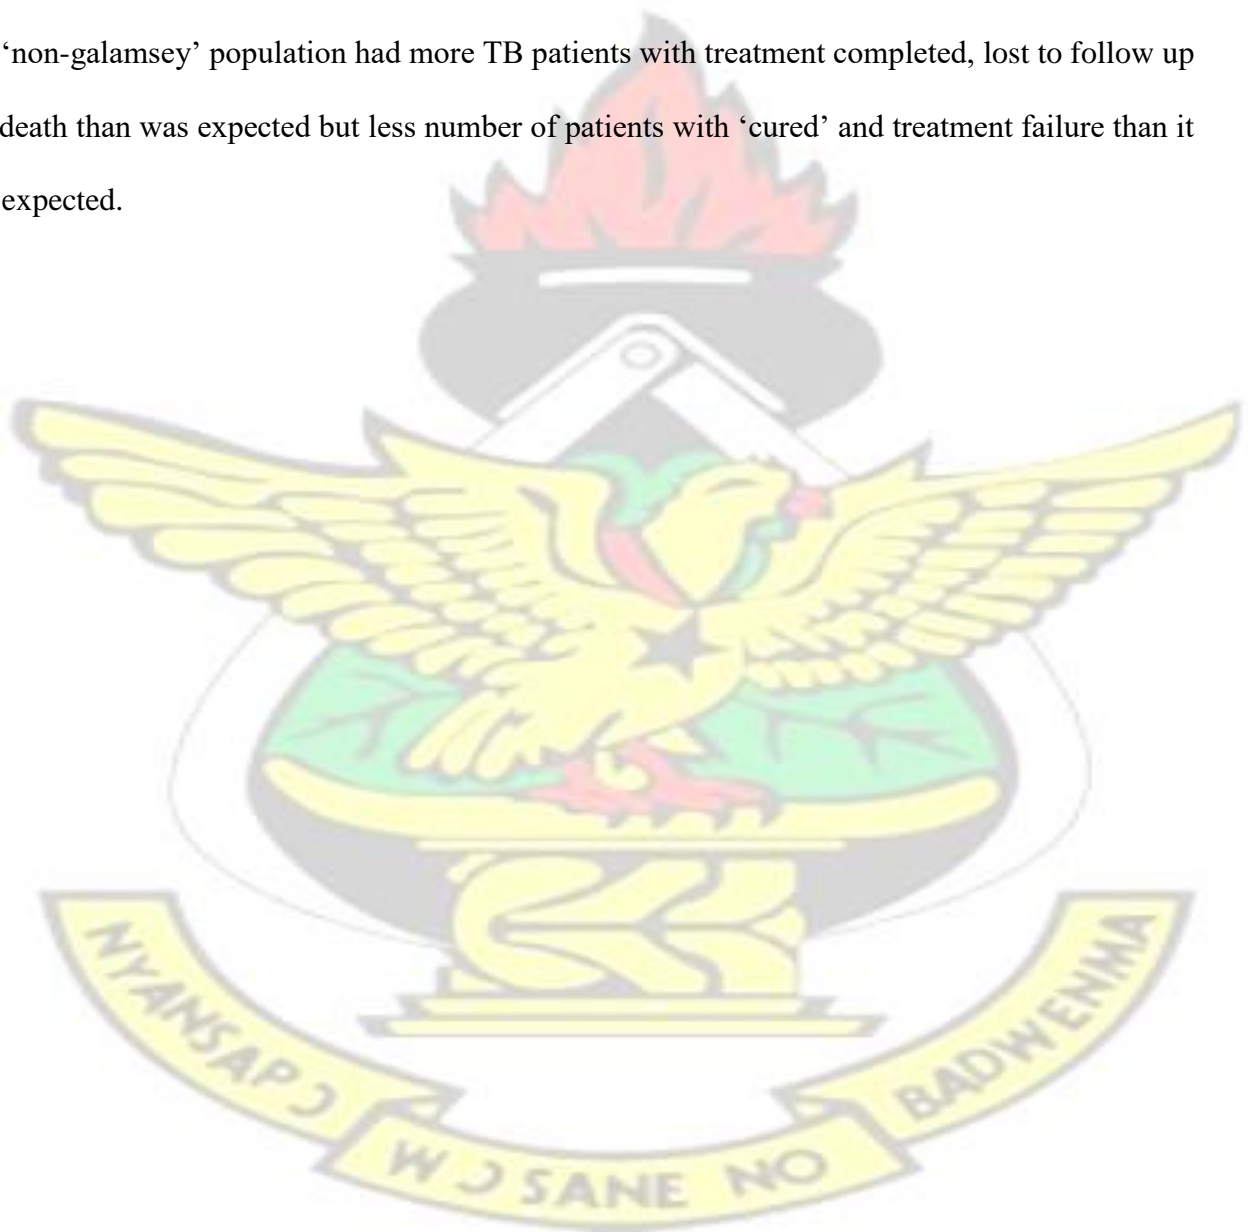 ‘non-galamsey’ population had more TB patients with treatment completed, lost to follow up
death than was expected but less number of patients with ‘cured’ and treatment failure than it
expected.
NYANSAPƆ
WƆ SANE NO
BADWENMA